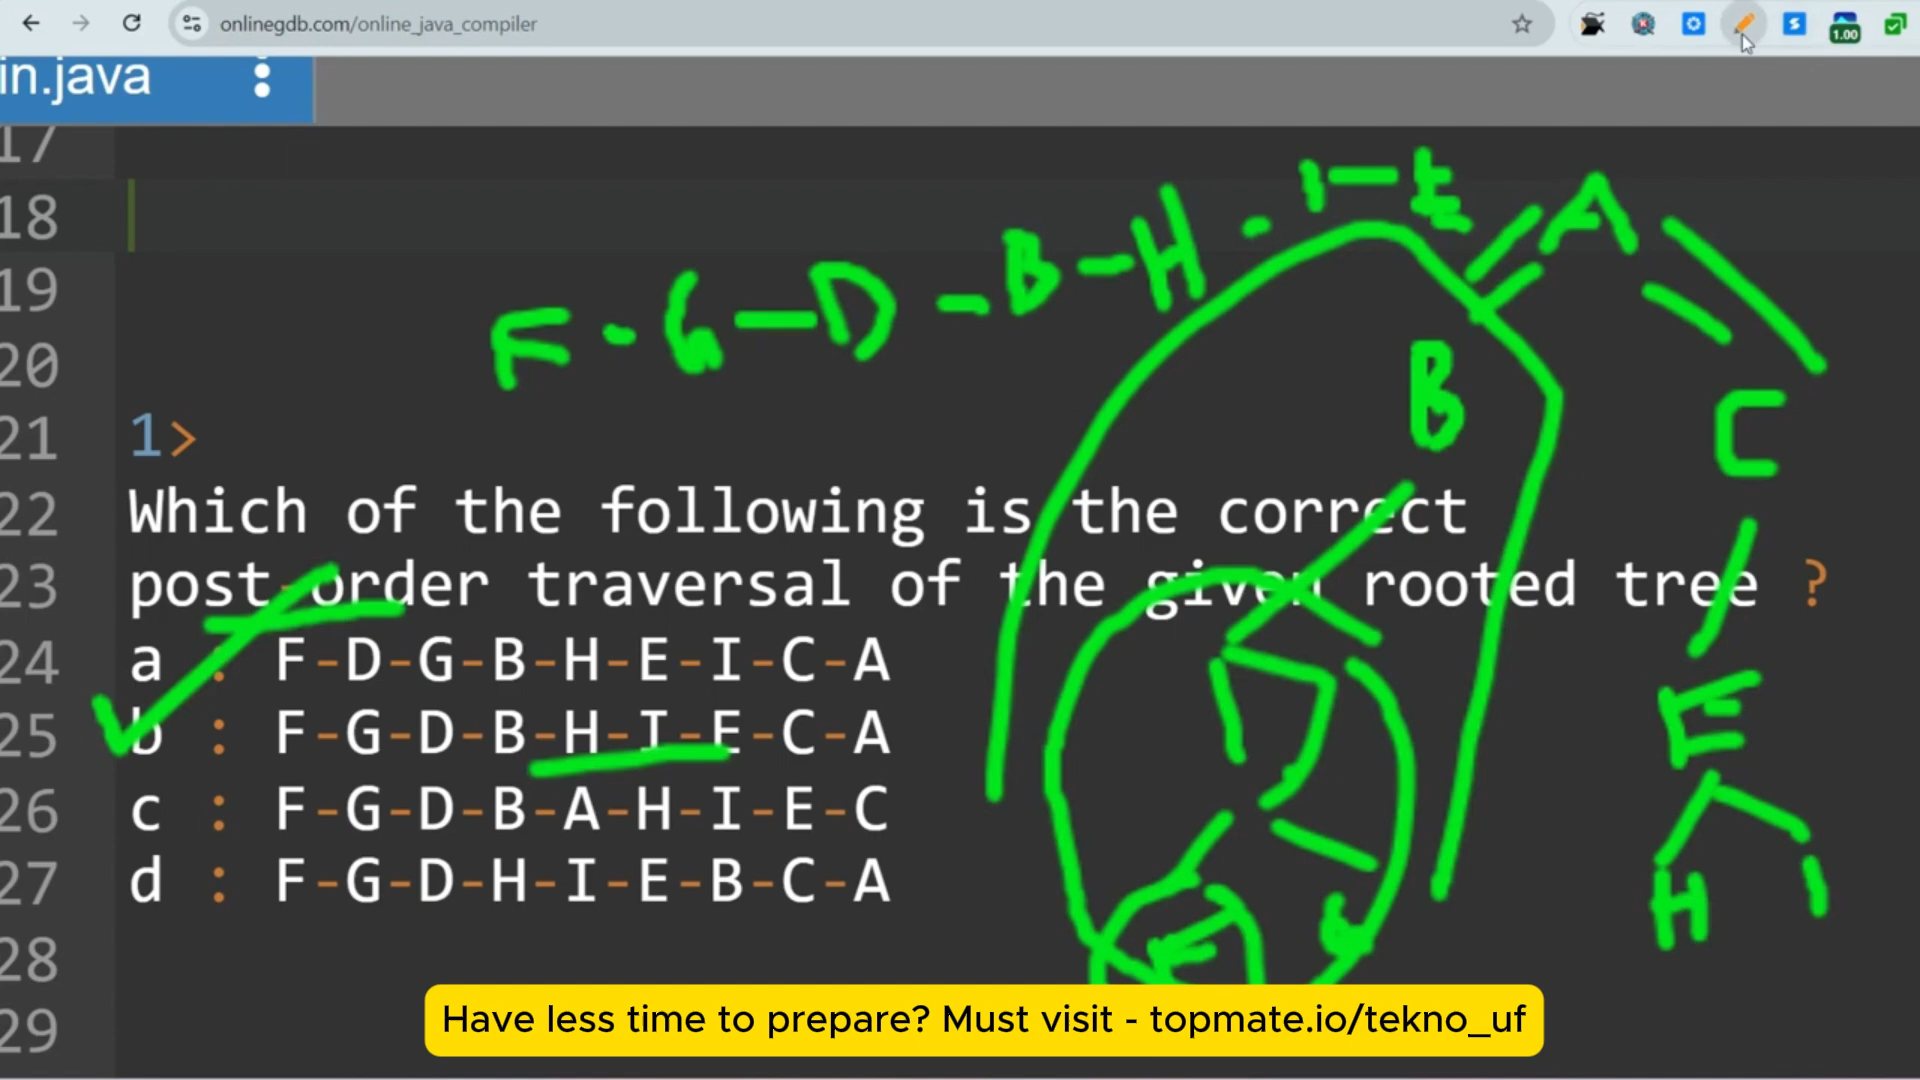 onlinegdb.com/online_java_compiler
1.00
in.java
17
18
19
20
21 1>
22 Which of the following is the correct
23 post-order traversal of the given rooted tree ?
24 a : F-D-G-B-H-E-I-C-A
25 b : F-G-D-B-H-I-E-C-A
26 c : F-G-D-B-A-H-I-E-C
27 d : F-G-D-H-I-E-B-C-A
28
29
F-G-D-B-H-I-E
A
B
C
D
E
F
G
H
I
Have less time to prepare? Must visit - topmate.io/tekno_uf